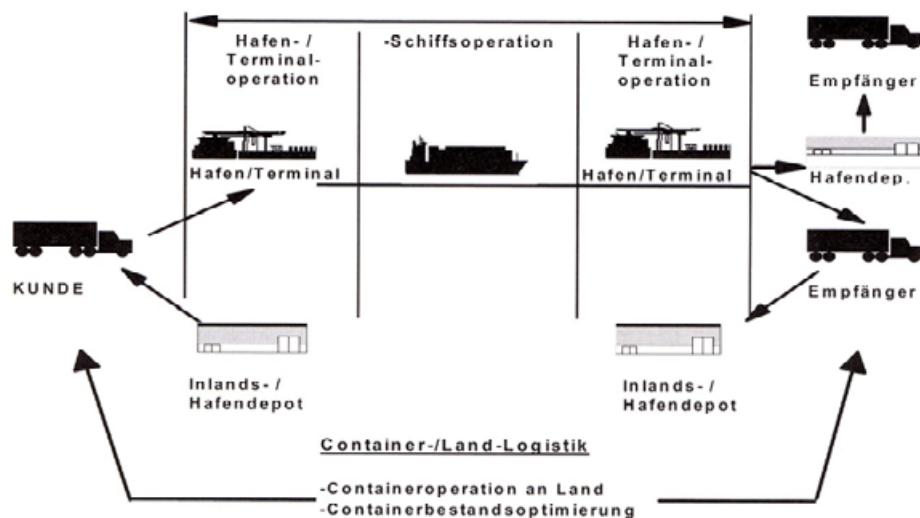 Hafen- /
Terminal-
operation
-Schiffsoperation
Hafen- /
Terminal-
operation
Empfänger
Hafen/Terminal
Hafen/Terminal
Hafendep.
KUNDE
Empfänger
Inlands- /
Hafendepot
Inlands- /
Hafendepot
Container-/Land-Logistik
-Containeroperation an Land
-Containerbestandsoptimierung